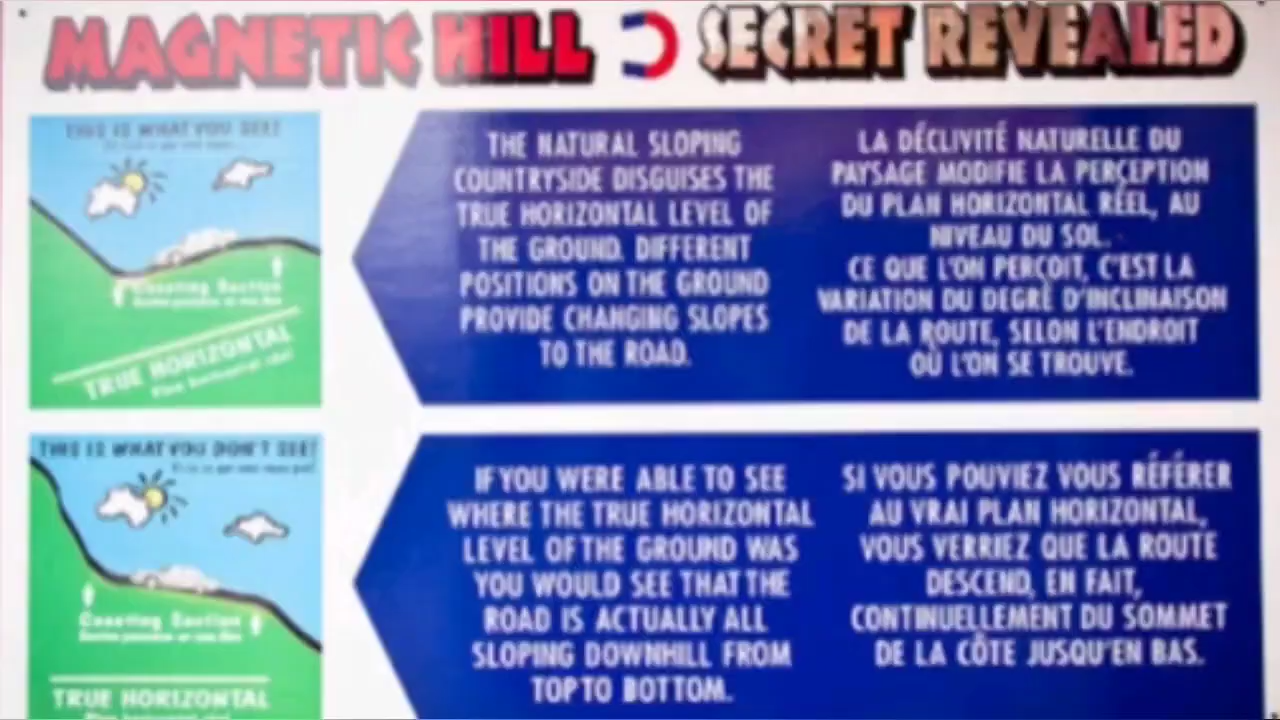 MAGNETIC HILL SECRET REVEALED
THIS IS WHAT YOU SEE!
Coasting Section
TRUE HORIZONTAL
Plan horizontal réel
THE NATURAL SLOPING
COUNTRYSIDE DISGUISES THE
TRUE HORIZONTAL LEVEL OF
THE GROUND. DIFFERENT
POSITIONS ON THE GROUND
PROVIDE CHANGING SLOPES
TO THE ROAD.
LA DÉCLIVITÉ NATURELLE DU
PAYSAGE MODIFIE LA PERÇEPTION
DU PLAN HORIZONTAL RÉEL, AU
NIVEAU DU SOL.
CE QUE L'ON PERÇOIT, C'EST LA
VARIATION DU DEGRÉ D'INCLINAISON
DE LA ROUTE, SELON L'ENDROIT
OÙ L'ON SE TROUVE.
THIS IS WHAT YOU DON'T SEE!
Coasting Section
TRUE HORIZONTAL
IF YOU WERE ABLE TO SEE
WHERE THE TRUE HORIZONTAL
LEVEL OF THE GROUND WAS
YOU WOULD SEE THAT THE
ROAD IS ACTUALLY ALL
SLOPING DOWNHILL FROM
TOP TO BOTTOM.
SI VOUS POUVIEZ VOUS RÉFÉRER
AU VRAI PLAN HORIZONTAL,
VOUS VERRIEZ QUE LA ROUTE
DESCEND, EN FAIT,
CONTINUELLEMENT DU SOMMET
DE LA CÔTE JUSQU'EN BAS.